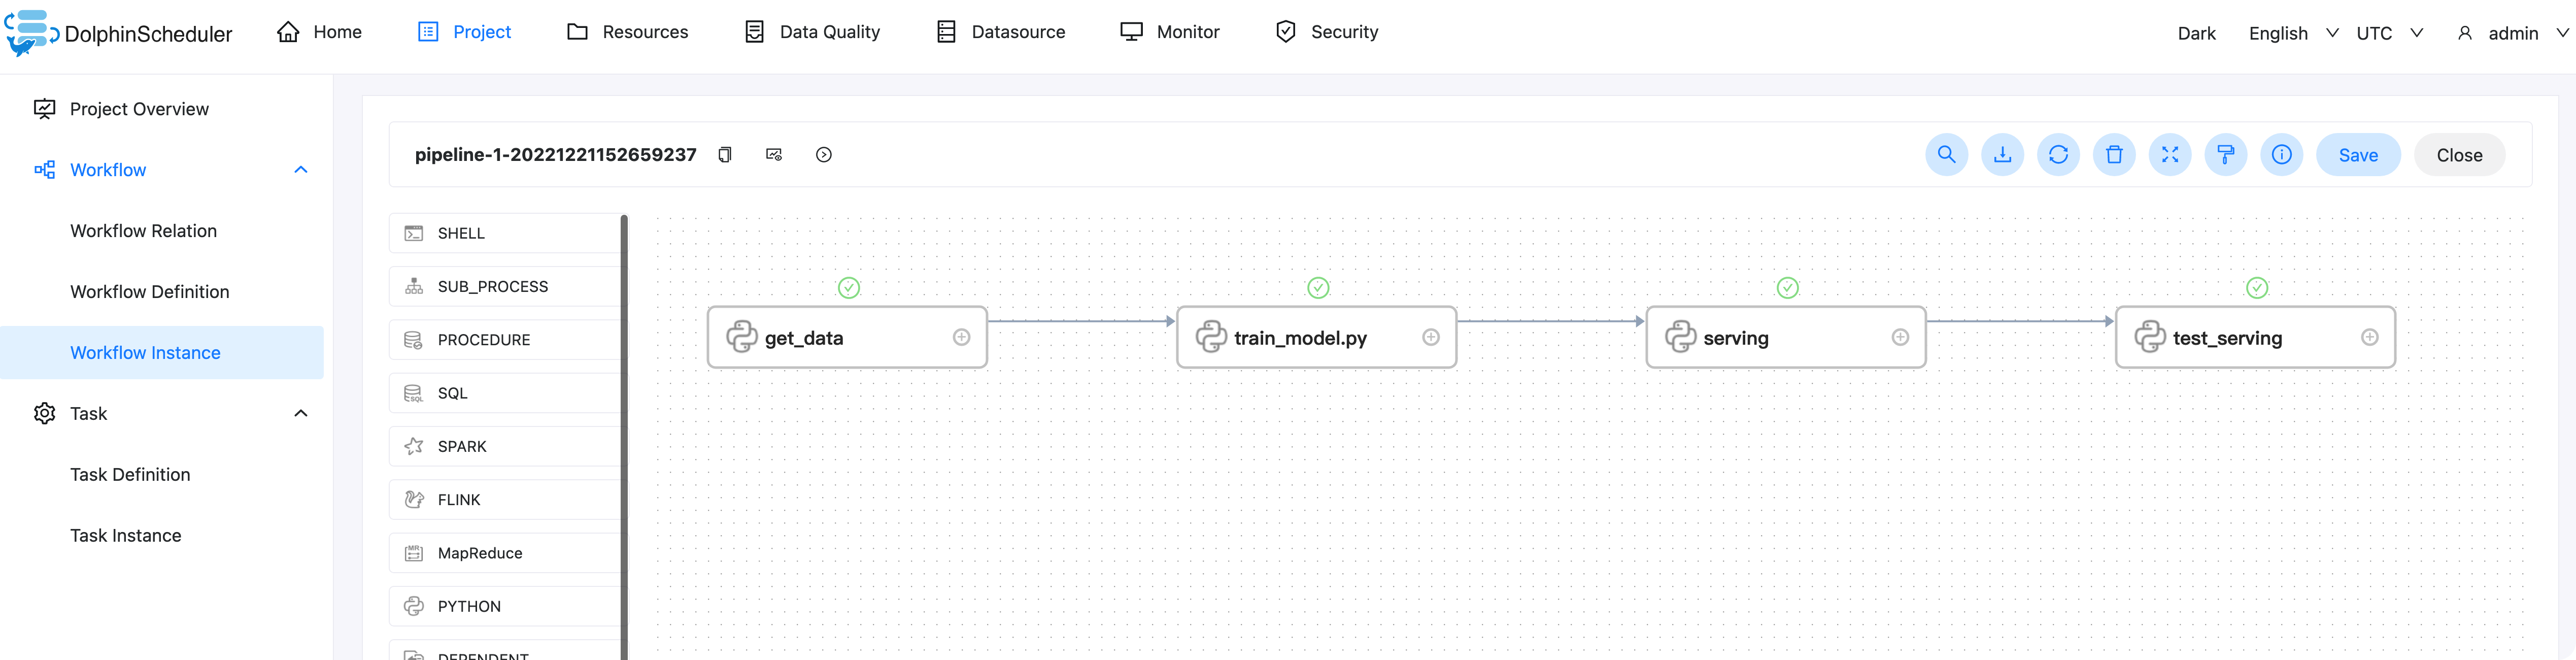 DolphinScheduler
Home
Project
Resources
Data Quality
Datasource
Monitor
Security
Dark
English
UTC
admin
Project Overview
Workflow
Workflow Relation
Workflow Definition
Workflow Instance
Task
Task Definition
Task Instance
pipeline-1-20221221152659237
Save
Close
SHELL
SUB_PROCESS
PROCEDURE
SQL
SPARK
FLINK
MapReduce
PYTHON
DEPENDENT
get_data
train_model.py
serving
test_serving